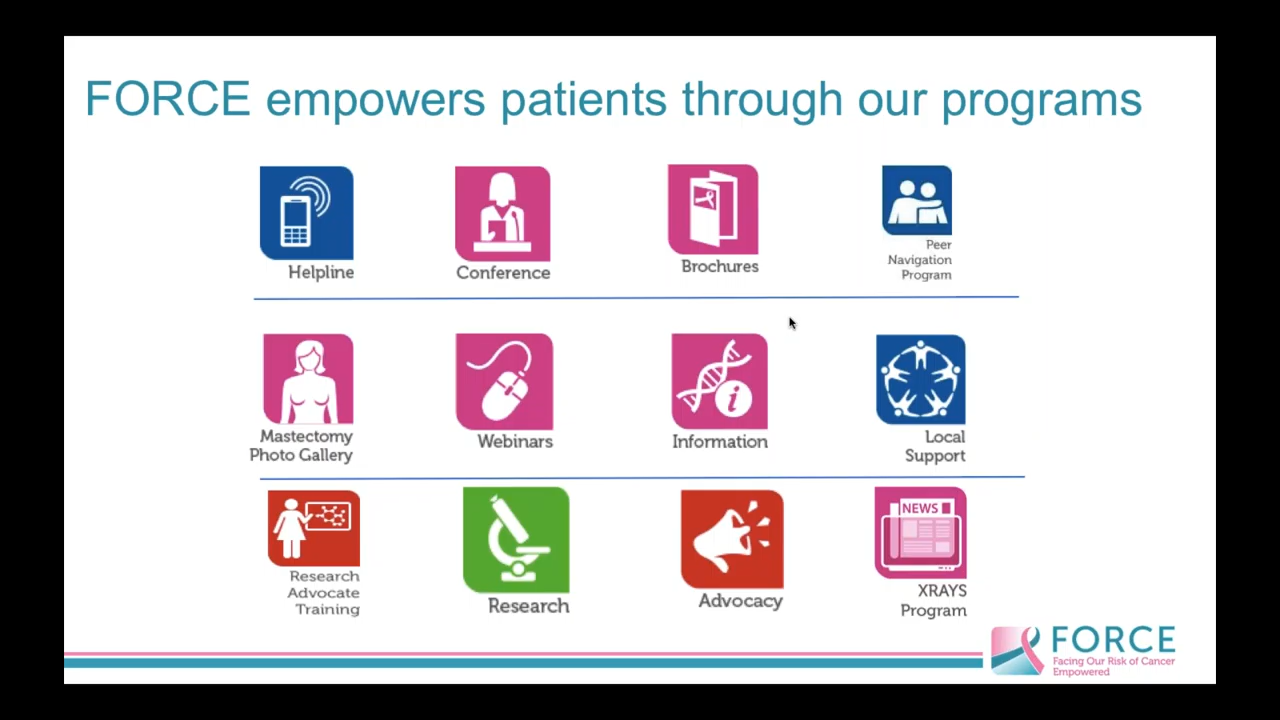 FORCE empowers patients through our programs
Helpline
Conference
Brochures
Peer
Navigation
Program
Mastectomy
Photo Gallery
Webinars
i
Information
Local
Support
Research
Advocate
Training
Research
Advocacy
NEWS
XRAYS
Program
FORCE
Facing Our Risk of Cancer
Empowered